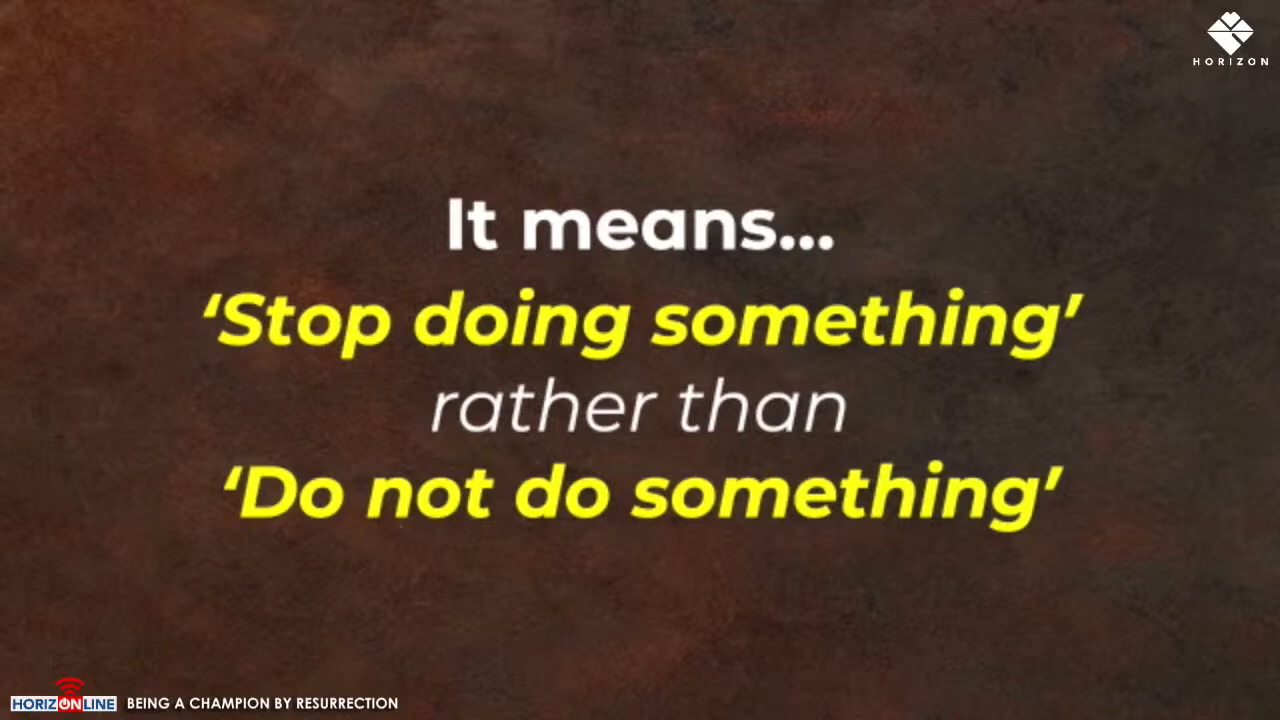 HORIZON
It means...
‘Stop doing something’
rather than
‘Do not do something’
HORIZONLINE BEING A CHAMPION BY RESURRECTION